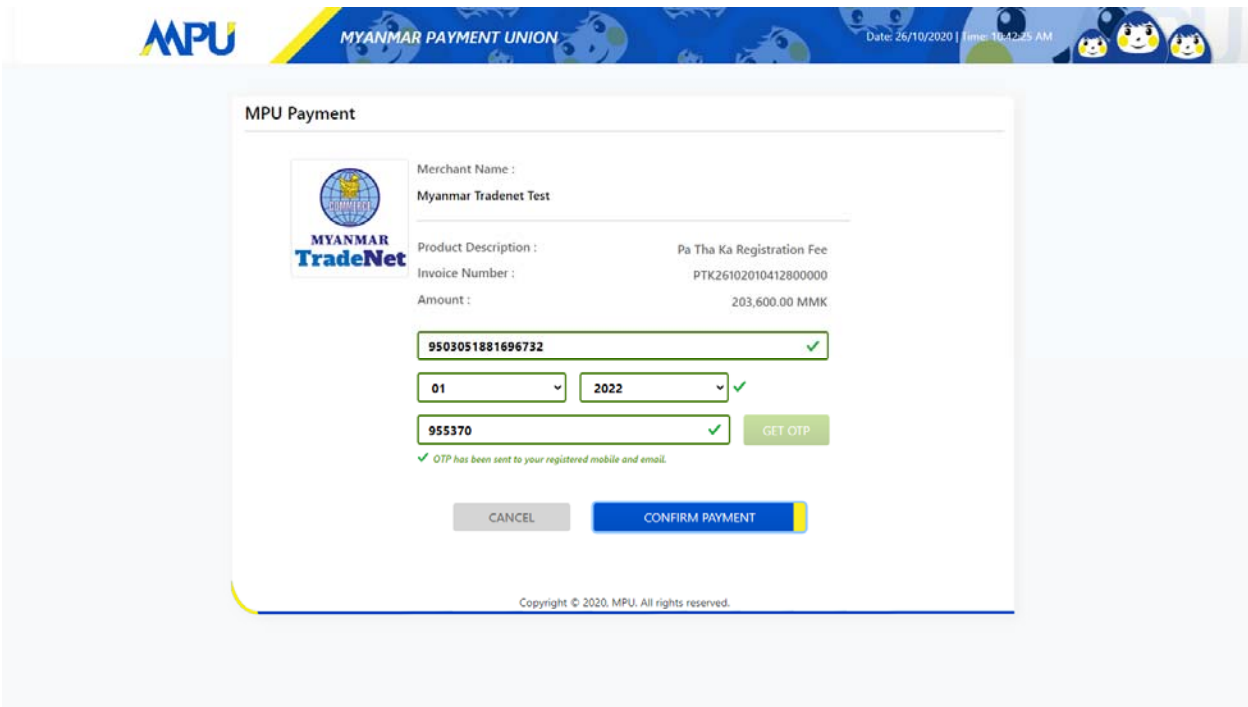 MPU
MYANMAR PAYMENT UNION
Date: 26/10/2020 | Time: 10:42:25 AM
MPU Payment
COMMERCE
MYANMAR
TradeNet
Merchant Name :
Myanmar Tradenet Test
Product Description : Pa Tha Ka Registration Fee
Invoice Number : PTK26102010412800000
Amount : 203,600.00 MMK
9503051881696732
01 2022
955370 GET OTP
OTP has been sent to your registered mobile and email.
CANCEL CONFIRM PAYMENT
Copyright © 2020, MPU. All rights reserved.